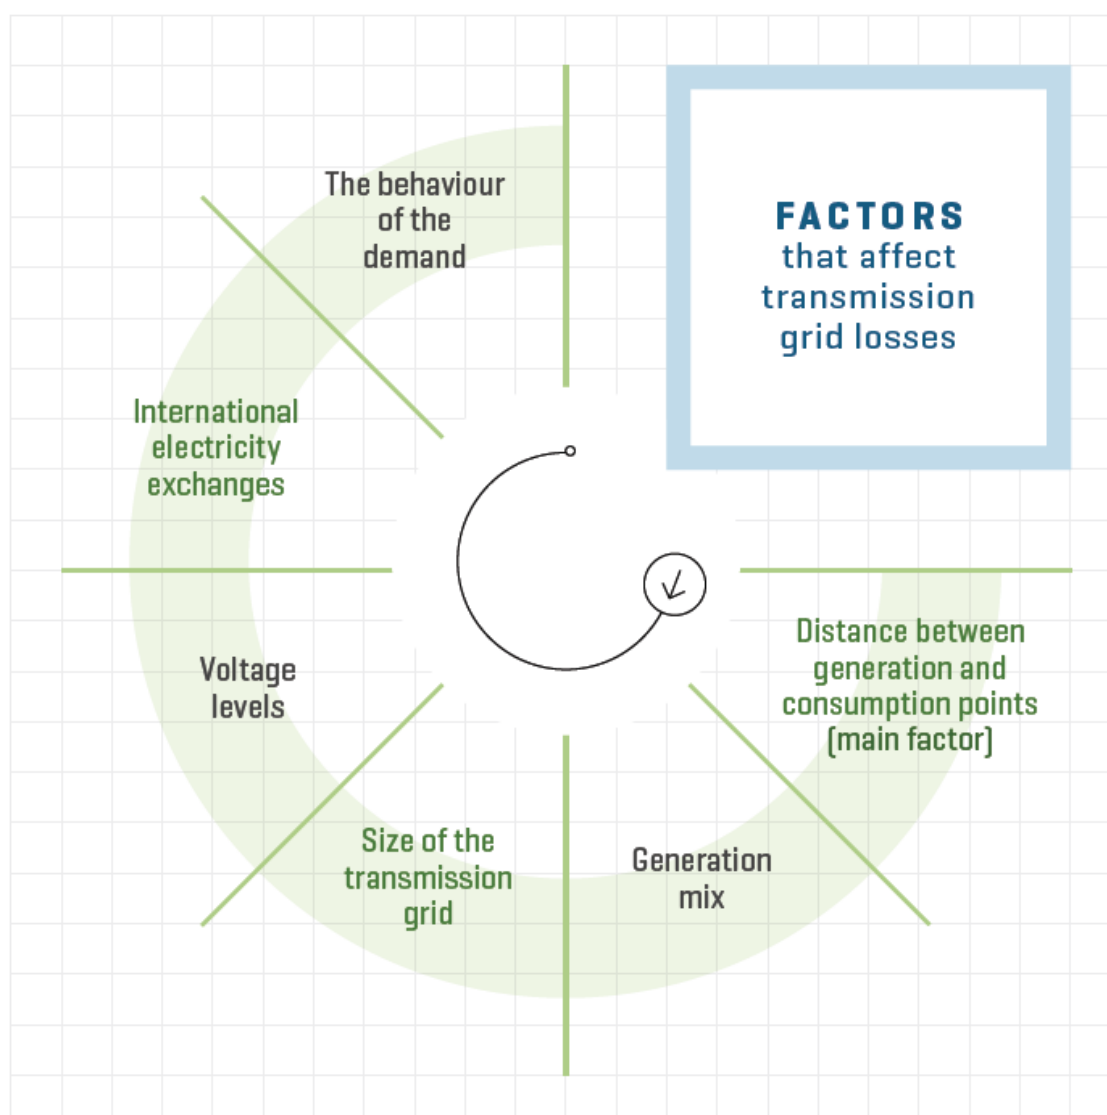 FACTORS
that affect
transmission
grid losses
The behaviour
of the
demand
International
electricity
exchanges
Voltage
levels
Size of the
transmission
grid
Generation
mix
Distance between
generation and
consumption points
(main factor)